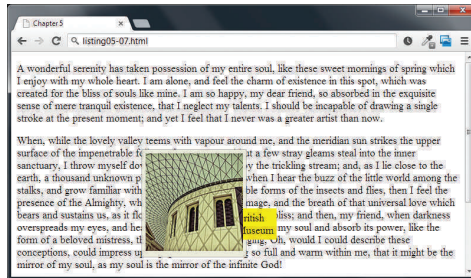 Chapter 5
listing05-07.html
A wonderful serenity has taken possession of my entire soul, like these sweet mornings of spring which
I enjoy with my whole heart. I am alone, and feel the charm of existence in this spot, which was
created for the bliss of souls like mine. I am so happy, my dear friend, so absorbed in the exquisite
sense of mere tranquil existence, that I neglect my talents. I should be incapable of drawing a single
stroke at the present moment; and yet I feel that I never was a greater artist than now.
When, while the lovely valley teems with vapour around me, and the meridian sun strikes the upper
surface of the impenetrable f t a few stray gleams steal into the inner
sanctuary, I throw myself do y the trickling stream; and, as I lie close to the
earth, a thousand unknown p when I hear the buzz of the little world among the
stalks, and grow familiar with ble forms of the insects and flies, then I feel the
presence of the Almighty, wh mage, and the breath of that universal love which
bears and sustains us, as it flo ritish bliss; and then, my friend, when darkness
overspreads my eyes, and hea Museum my soul and absorb its power, like the
form of a beloved mistress, th ging, Oh, would I could describe these
conceptions, could impress u g so full and warm within me, that it might be the
mirror of my soul, as my soul is the mirror of the infinite God!